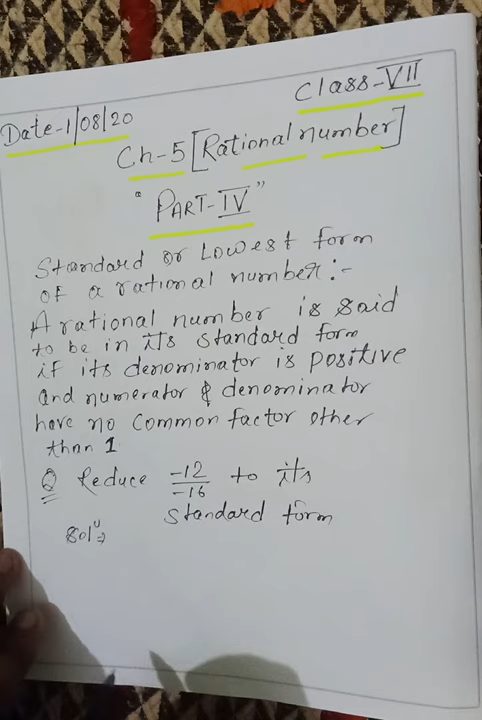 Class-VII
Date-1/08/20
Ch-5 [Rational number]
"PART-IV"
Standard or Lowest form
of a rational number:-
A rational number is said
to be in its standard form
if its denominator is positive
and numerator & denominator
have no common factor other
than 1
Q Reduce -12/-16 to its
standard form
Solⁿ⇒